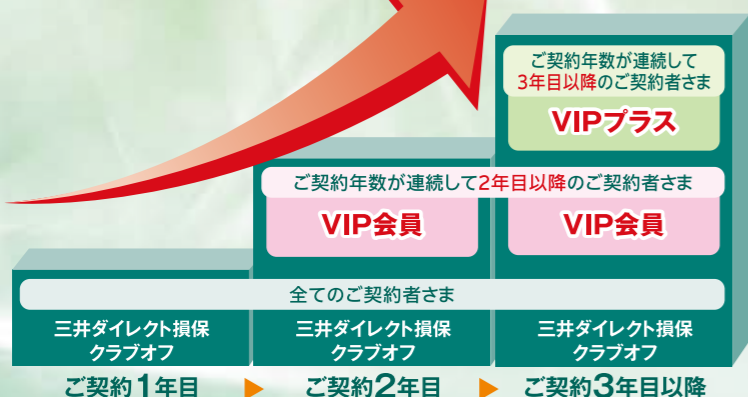 ご契約年数が連続して
3年目以降のご契約者さま
VIPプラス
ご契約年数が連続して2年目以降のご契約者さま
VIP会員
VIP会員
全てのご契約者さま
三井ダイレクト損保
クラブオフ
三井ダイレクト損保
クラブオフ
三井ダイレクト損保
クラブオフ
ご契約1年目
ご契約2年目
ご契約3年目以降